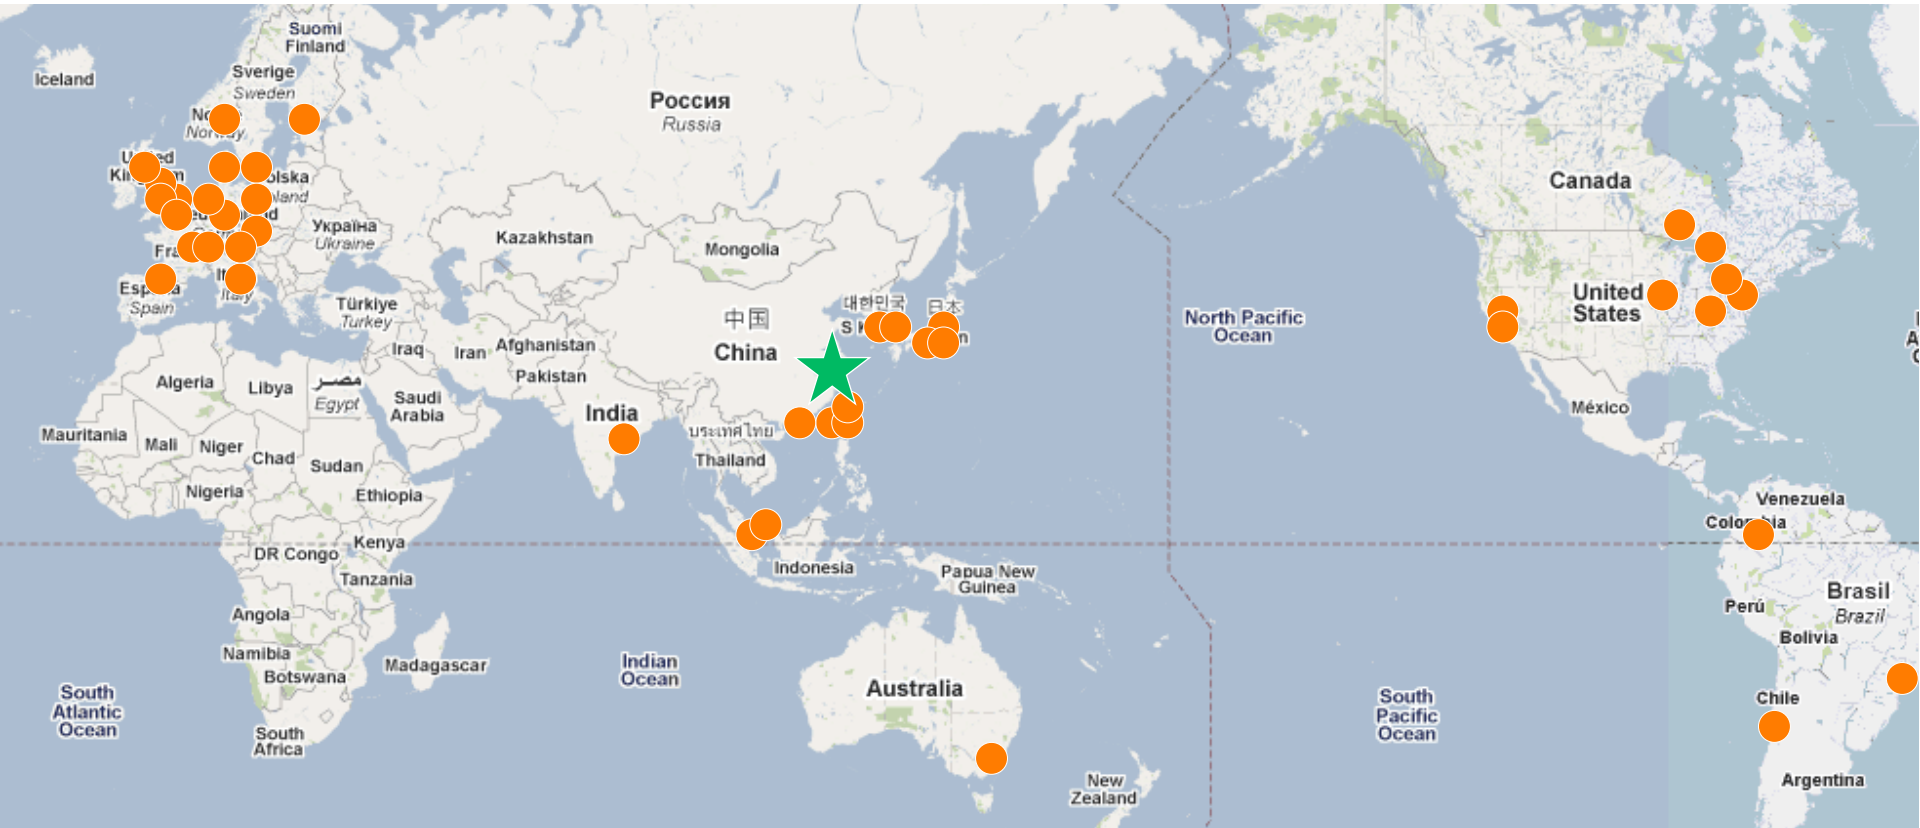 Suomi
Finland
Iceland
Sverige
Sweden
Россия
Russia
Norway
Canada
Україна
Ukraine
Kazakhstan
Mongolia
Spain
Italy
Türkiye
Turkey
中国
China
대한민국
日本
North Pacific
Ocean
United
States
Iraq
Iran
Afghanistan
Pakistan
Algeria
Libya
مصر
Egypt
Saudi
Arabia
India
México
Mauritania
Mali
Niger
Chad
Sudan
ประเทศไทย
Thailand
Nigeria
Ethiopia
Venezuela
DR Congo
Kenya
Tanzania
Indonesia
Papua New
Guinea
Brasil
Brazil
Perú
Bolivia
Angola
Namibia
Botswana
Madagascar
Indian
Ocean
Australia
South
Atlantic
Ocean
South
Pacific
Ocean
Chile
South
Africa
New
Zealand
Argentina